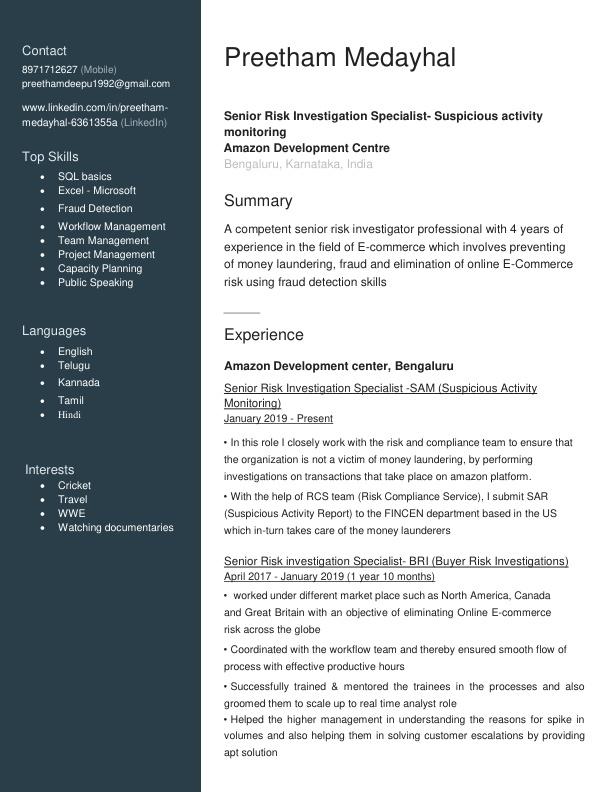 Contact
8971712627 (Mobile)
preethamdeepu1992@gmail.com
www.linkedin.com/in/preetham-
medayhal-6361355a (LinkedIn)
Top Skills
• SQL basics
• Excel - Microsoft
• Fraud Detection
• Workflow Management
• Team Management
• Project Management
• Capacity Planning
• Public Speaking
Languages
• English
• Telugu
• Kannada
• Tamil
• Hindi
Interests
• Cricket
• Travel
• WWE
• Watching documentaries
Preetham Medayhal
Senior Risk Investigation Specialist- Suspicious activity
monitoring
Amazon Development Centre
Bengaluru, Karnataka, India
Summary
A competent senior risk investigator professional with 4 years of
experience in the field of E-commerce which involves preventing
of money laundering, fraud and elimination of online E-Commerce
risk using fraud detection skills
Experience
Amazon Development center, Bengaluru
Senior Risk Investigation Specialist -SAM (Suspicious Activity
Monitoring)
January 2019 - Present
• In this role I closely work with the risk and compliance team to ensure that
the organization is not a victim of money laundering, by performing
investigations on transactions that take place on amazon platform.
• With the help of RCS team (Risk Compliance Service), I submit SAR
(Suspicious Activity Report) to the FINCEN department based in the US
which in-turn takes care of the money launderers
Senior Risk investigation Specialist- BRI (Buyer Risk Investigations)
April 2017 - January 2019 (1 year 10 months)
• worked under different market place such as North America, Canada
and Great Britain with an objective of eliminating Online E-commerce
risk across the globe
• Coordinated with the workflow team and thereby ensured smooth flow of
process with effective productive hours
• Successfully trained & mentored the trainees in the processes and also
groomed them to scale up to real time analyst role
• Helped the higher management in understanding the reasons for spike in
volumes and also helping them in solving customer escalations by providing
apt solution